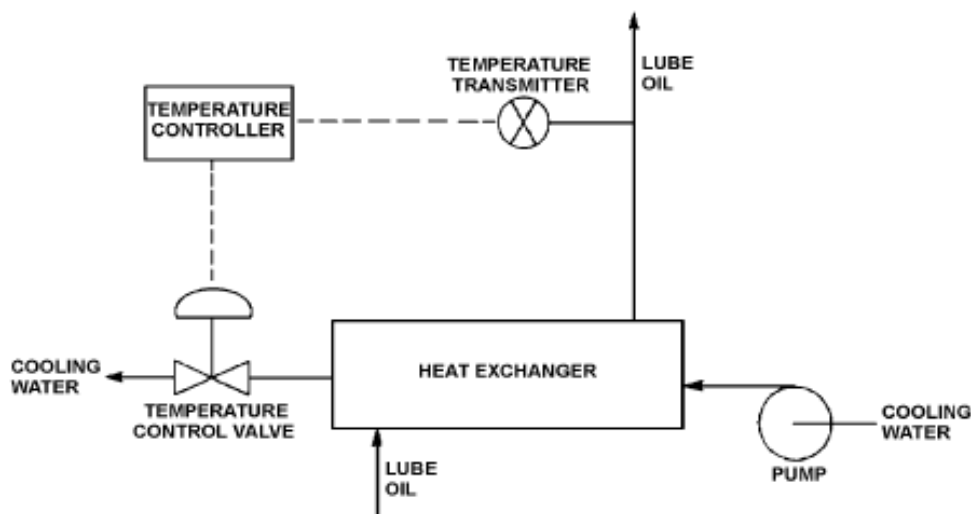 TEMPERATURE
TRANSMITTER
LUBE
OIL
TEMPERATURE
CONTROLLER
COOLING
WATER
TEMPERATURE
CONTROL VALVE
HEAT EXCHANGER
COOLING
WATER
PUMP
LUBE
OIL